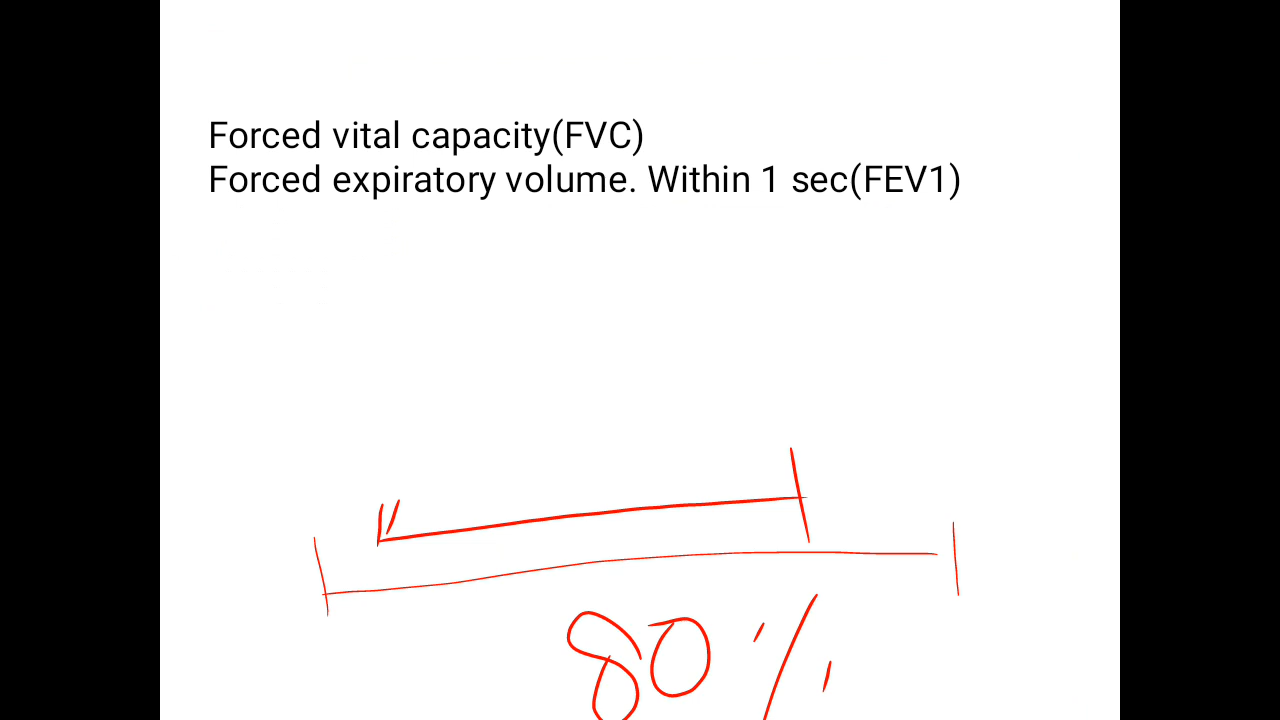 Forced vital capacity(FVC)
Forced expiratory volume. Within 1 sec(FEV1)
80%